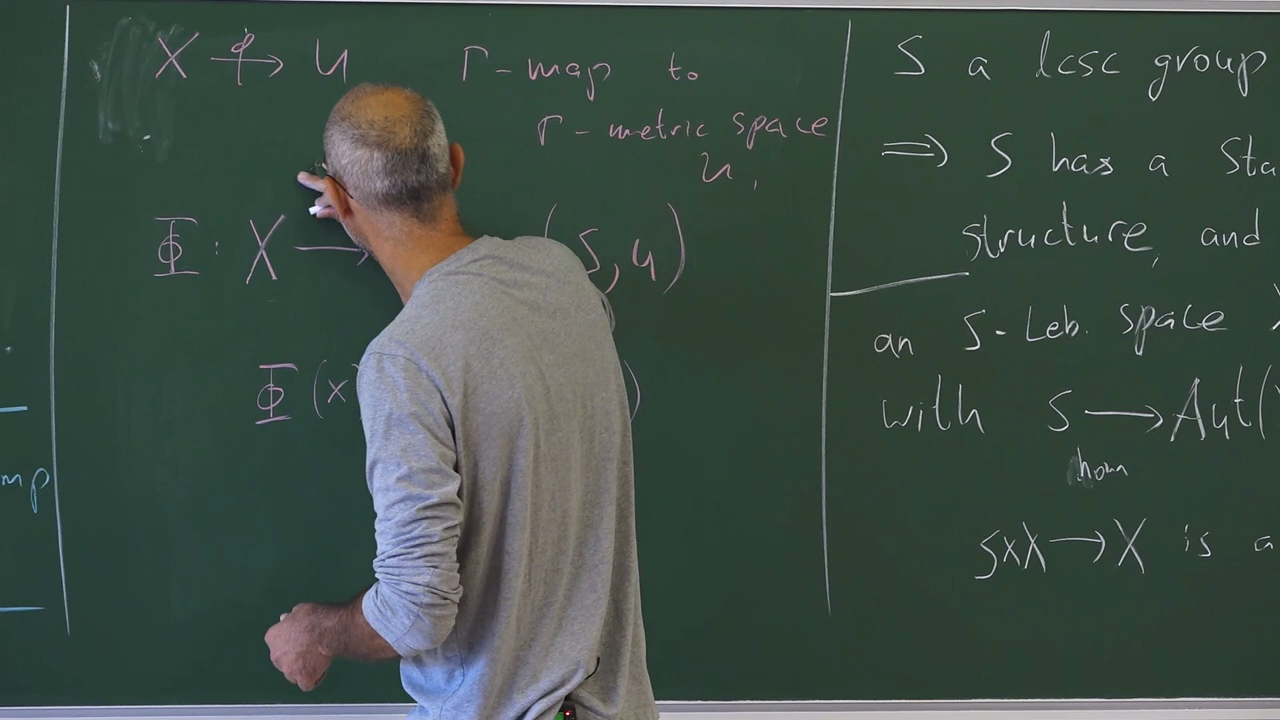 mp
X ϕ→ U Γ-map to
Γ-metric space
U,
Φ: X → (S, U)
Φ(x )
S a lcsc group
⟹ S has a Sta
structure, and
an S-Leb. space
with S → Aut(
hom
S×X → X is a